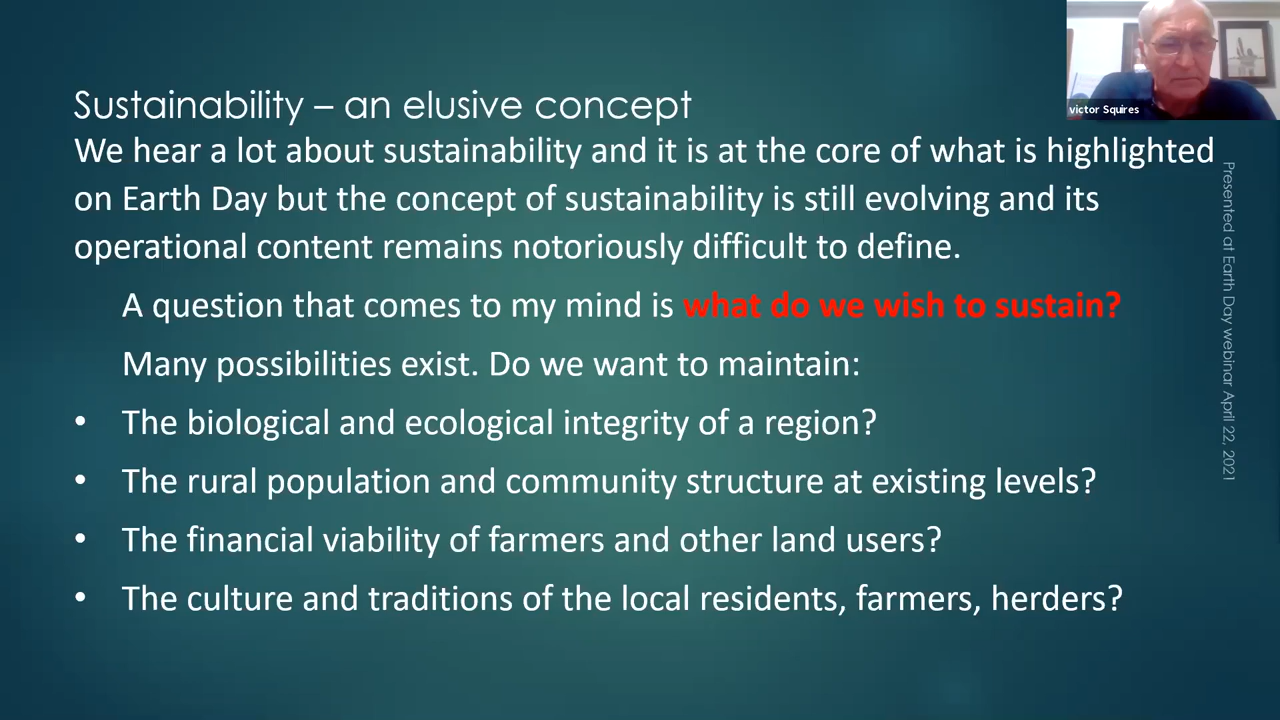 Sustainability – an elusive concept
We hear a lot about sustainability and it is at the core of what is highlighted
on Earth Day but the concept of sustainability is still evolving and its
operational content remains notoriously difficult to define.
A question that comes to my mind is what do we wish to sustain?
Many possibilities exist. Do we want to maintain:
• The biological and ecological integrity of a region?
• The rural population and community structure at existing levels?
• The financial viability of farmers and other land users?
• The culture and traditions of the local residents, farmers, herders?
victor Squires
Presented at Earth Day webinar April 22, 2021